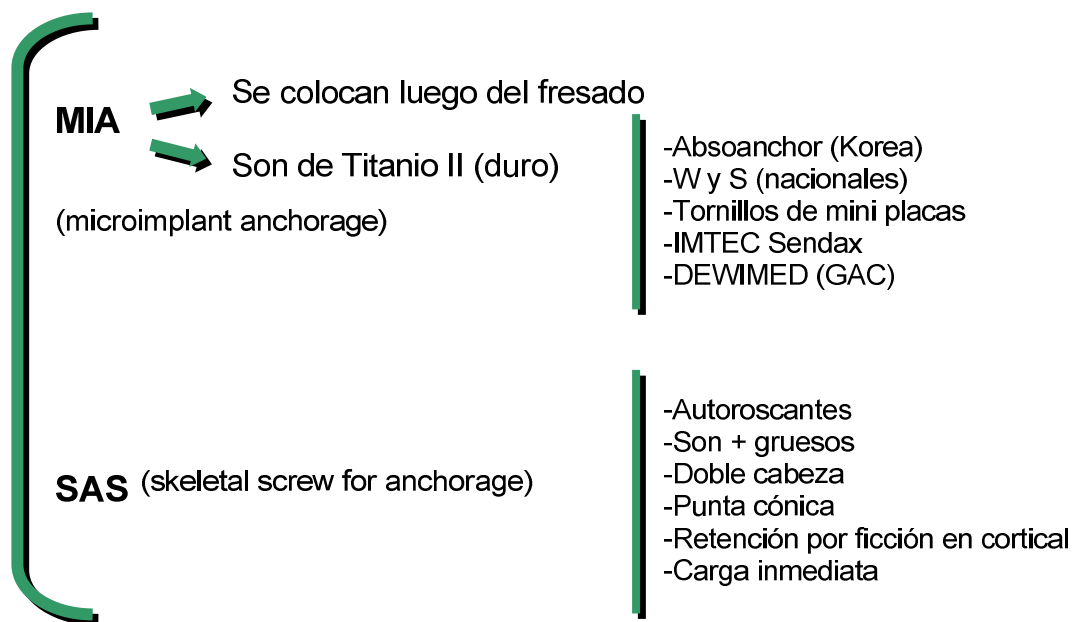 MIA
Se colocan luego del fresado
Son de Titanio II (duro)
(microimplant anchorage)
-Absoanchor (Korea)
-W y S (nacionales)
-Tornillos de mini placas
-IMTEC Sendax
-DEWIMED (GAC)
SAS (skeletal screw for anchorage)
-Autoroscantes
-Son + gruesos
-Doble cabeza
-Punta cónica
-Retención por ficción en cortical
-Carga inmediata